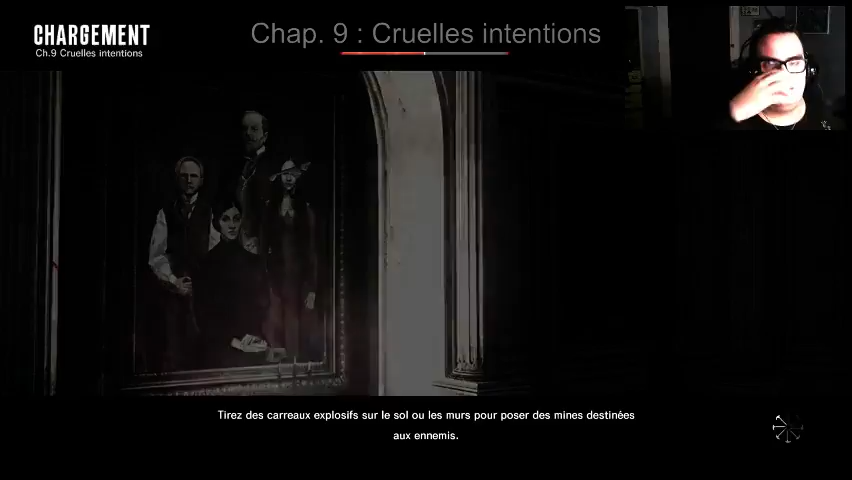 CHARGEMENT
Ch.9 Cruelles intentions
Chap. 9 : Cruelles intentions
Tirez des carreaux explosifs sur le sol ou les murs pour poser des mines destinées
aux ennemis.